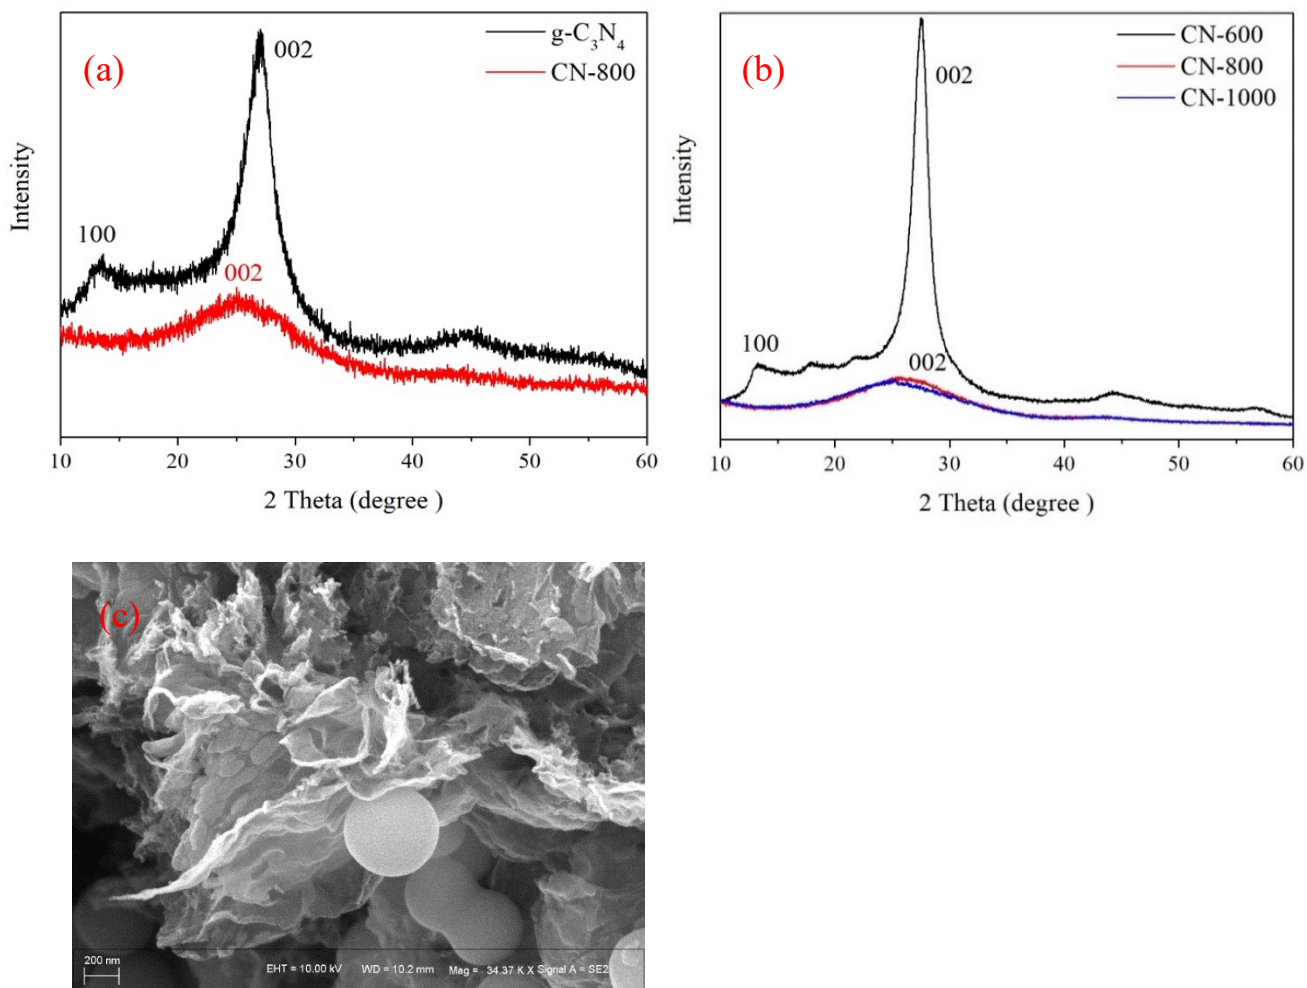 (a)
g-C₃N₄
CN-800
002
100
002
Intensity
10 20 30 40 50 60
2 Theta (degree )
(b)
CN-600
CN-800
CN-1000
002
100
002
Intensity
10 20 30 40 50 60
2 Theta (degree )
(c)
200 nm
EHT = 10.00 kV WD = 10.2 mm Mag = 34.37 K X Signal A = SE2